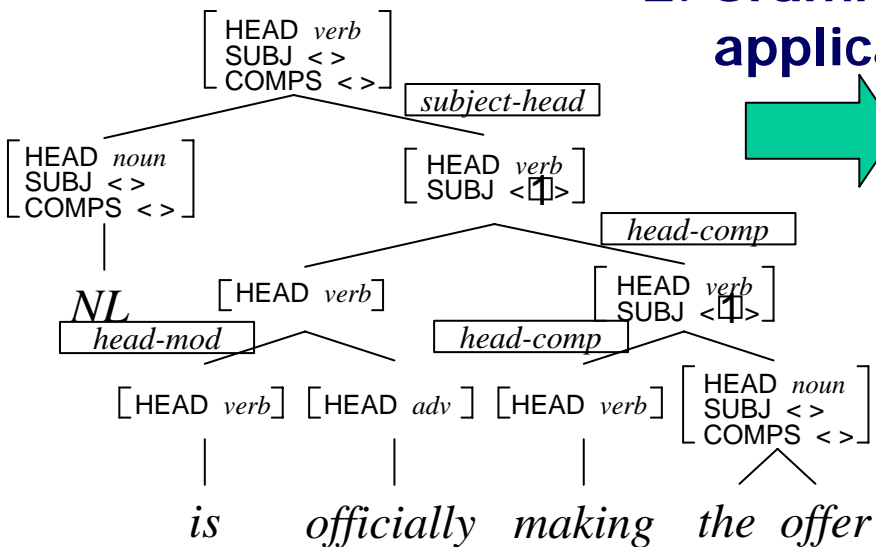 HEAD verb
SUBJ < >
COMPS < >
applica
subject-head
HEAD noun
SUBJ < >
COMPS < >
HEAD verb
SUBJ < 1 >
head-comp
NL
HEAD verb
HEAD verb
SUBJ < 1 >
head-mod
head-comp
HEAD verb
HEAD adv
HEAD verb
HEAD noun
SUBJ < >
COMPS < >
is officially making the offer